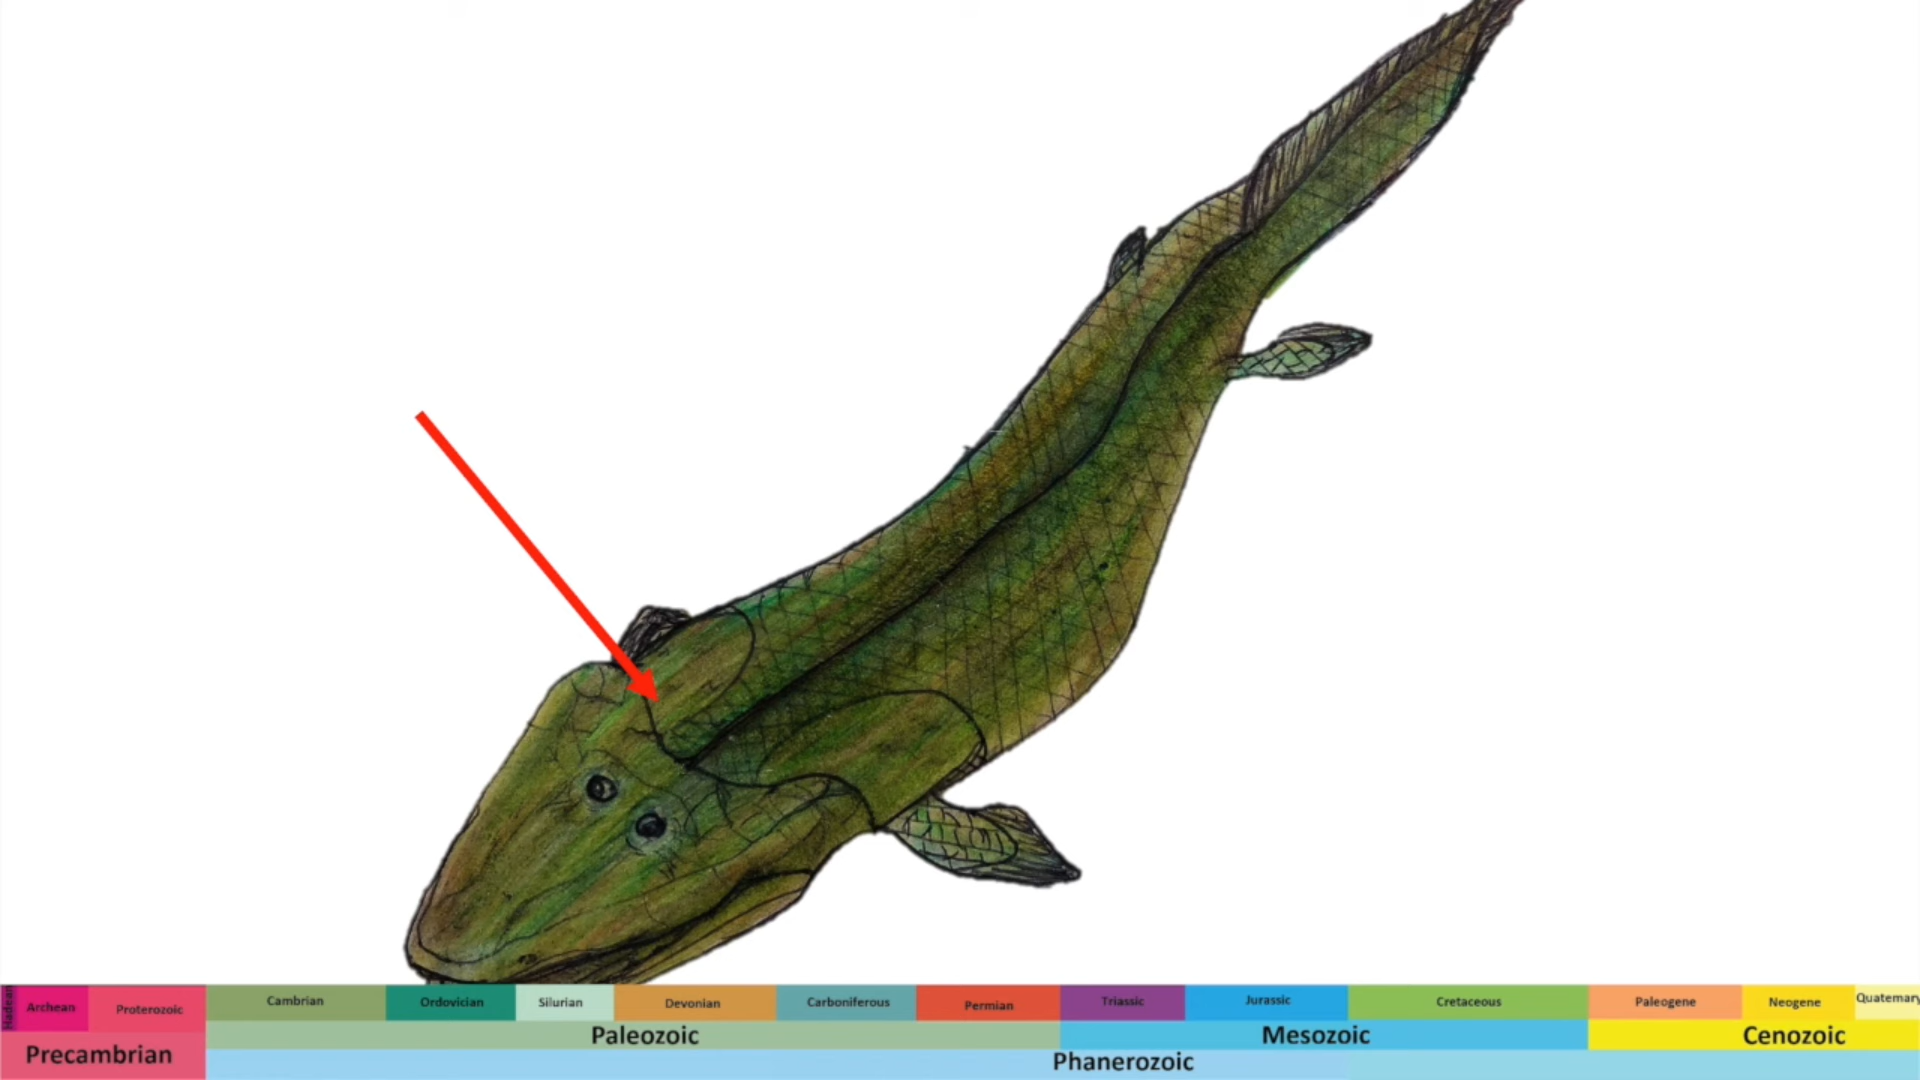 Hadean
Archean
Proterozoic
Cambrian
Ordovician
Silurian
Devonian
Carboniferous
Permian
Triassic
Jurassic
Cretaceous
Paleogene
Neogene
Quaternary
Precambrian
Paleozoic
Mesozoic
Cenozoic
Phanerozoic